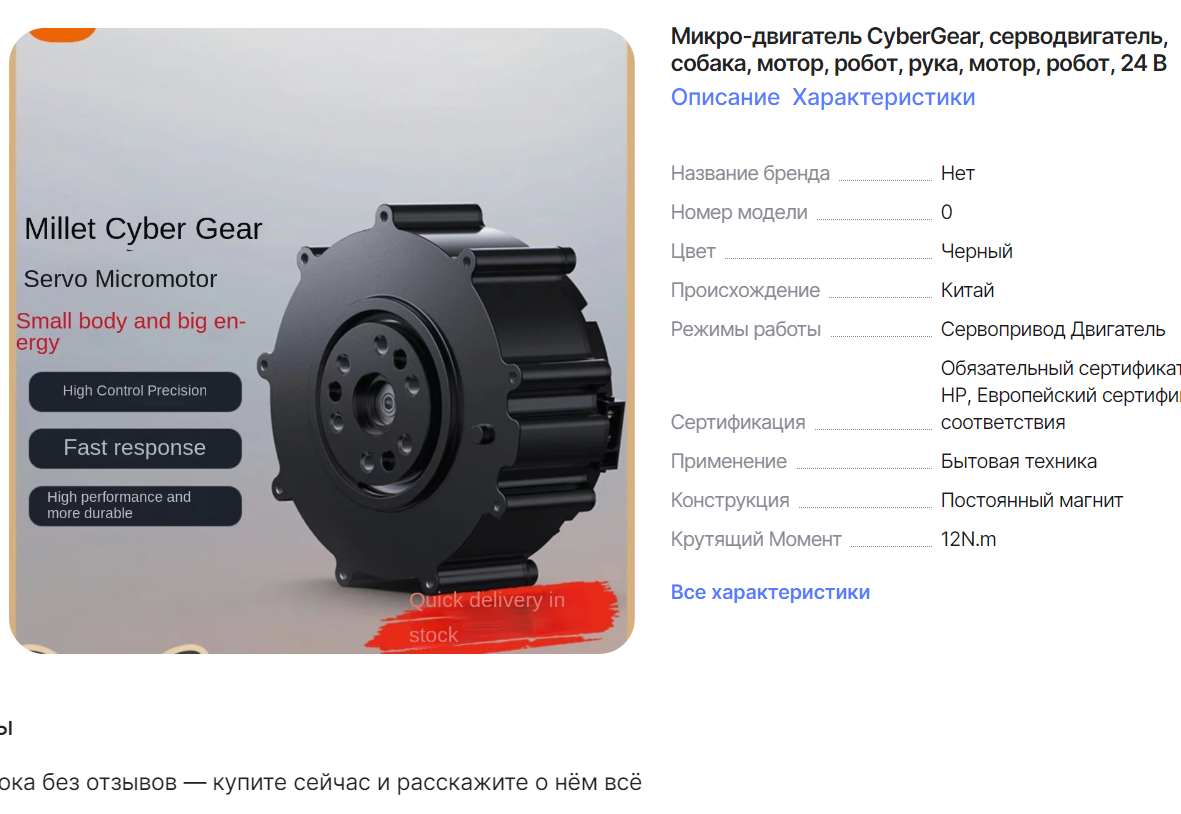 Millet Cyber Gear
Servo Micromotor
Small body and big en-
ergy
High Control Precision
Fast response
High performance and
more durable
Quick delivery in
stock
Микро-двигатель CyberGear, серводвигатель,
собака, мотор, робот, рука, мотор, робот, 24 В
Описание Характеристики
Название бренда Нет
Номер модели 0
Цвет Черный
Происхождение Китай
Режимы работы Сервопривод Двигатель
Обязательный сертификат
НР, Европейский сертифи
Сертификация соответствия
Применение Бытовая техника
Конструкция Постоянный магнит
Крутящий Момент 12N.m
Все характеристики
ы
ока без отзывов — купите сейчас и расскажите о нём всё